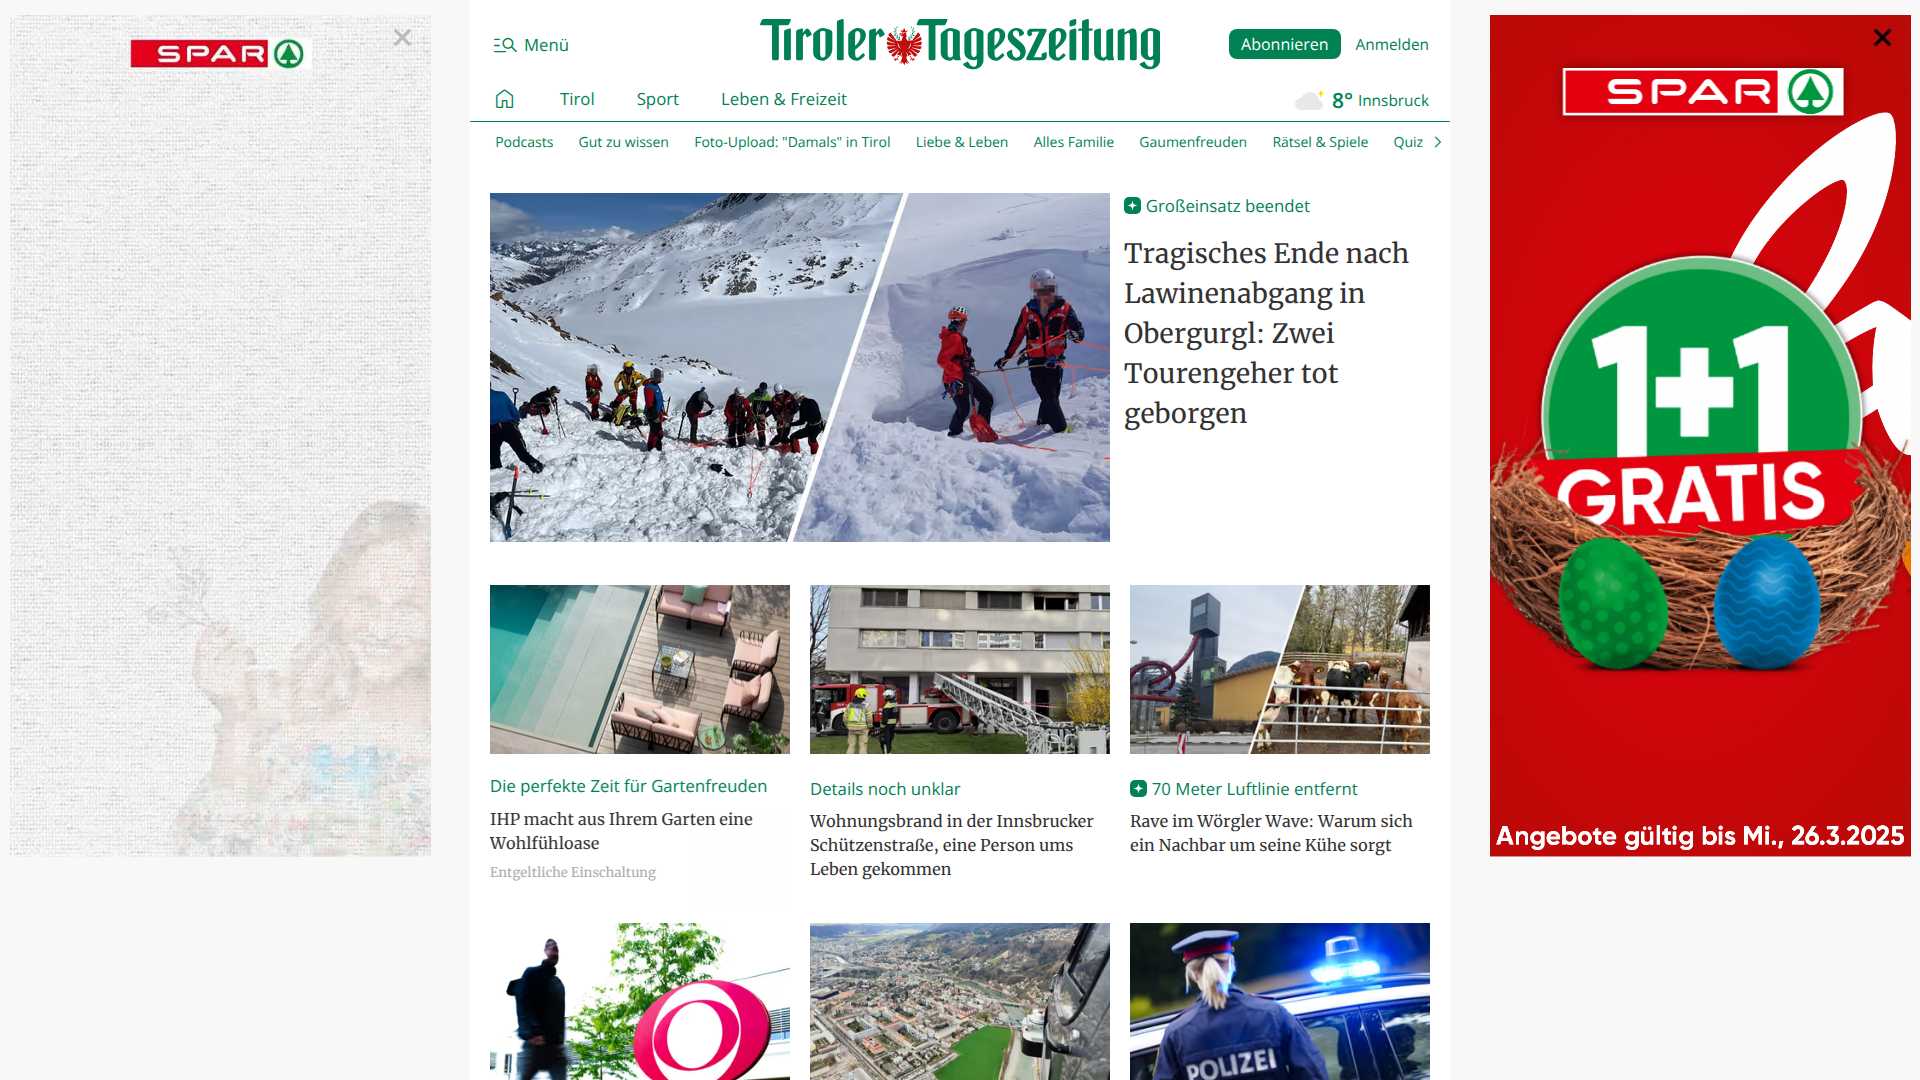 SPAR
Menü
Tiroler Tageszeitung
Abonnieren
Anmelden
Tirol
Sport
Leben & Freizeit
8° Innsbruck
Podcasts
Gut zu wissen
Foto-Upload: "Damals" in Tirol
Liebe & Leben
Alles Familie
Gaumenfreuden
Rätsel & Spiele
Quiz
Großeinsatz beendet
Tragisches Ende nach
Lawinenabgang in
Obergurgl: Zwei
Tourengeher tot
geborgen
Die perfekte Zeit für Gartenfreuden
IHP macht aus Ihrem Garten eine
Wohlfühloase
Entgeltliche Einschaltung
Details noch unklar
Wohnungsbrand in der Innsbrucker
Schützenstraße, eine Person ums
Leben gekommen
70 Meter Luftlinie entfernt
Rave im Wörgler Wave: Warum sich
ein Nachbar um seine Kühe sorgt
POLIZEI
SPAR
1+1
GRATIS
Angebote gültig bis Mi., 26.3.2025